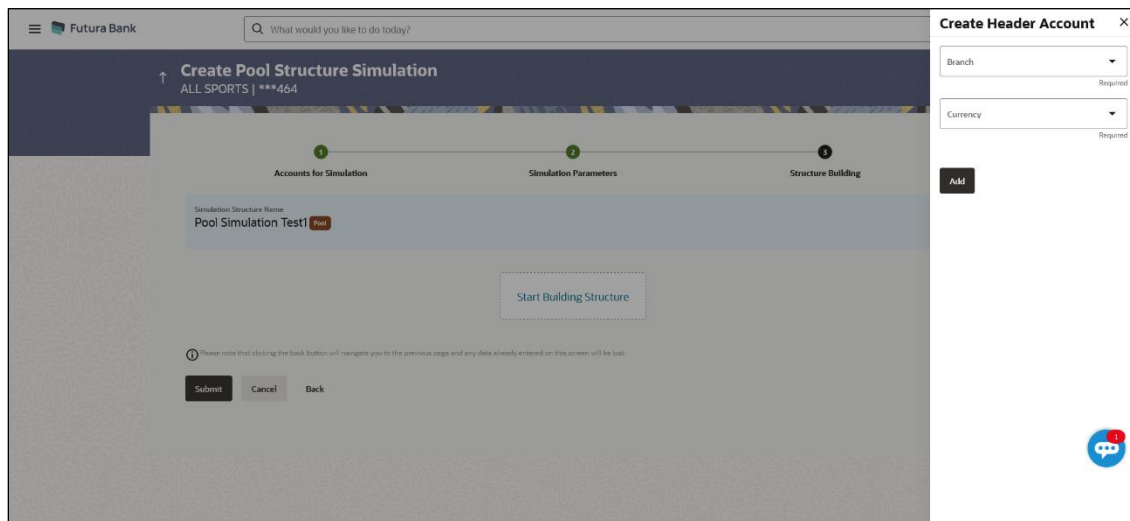 Futura Bank
What would you like to do today?
Create Pool Structure Simulation
ALL SPORTS | ***464
1
2
3
Accounts for Simulation
Simulation Parameters
Structure Building
Simulation Structure Name
Pool Simulation Test1 Pool
Start Building Structure
Please note that clicking the back button will navigate you to the previous page and any data already entered on this screen will be lost.
Submit
Cancel
Back
Create Header Account
Branch
Required
Currency
Required
Add
1